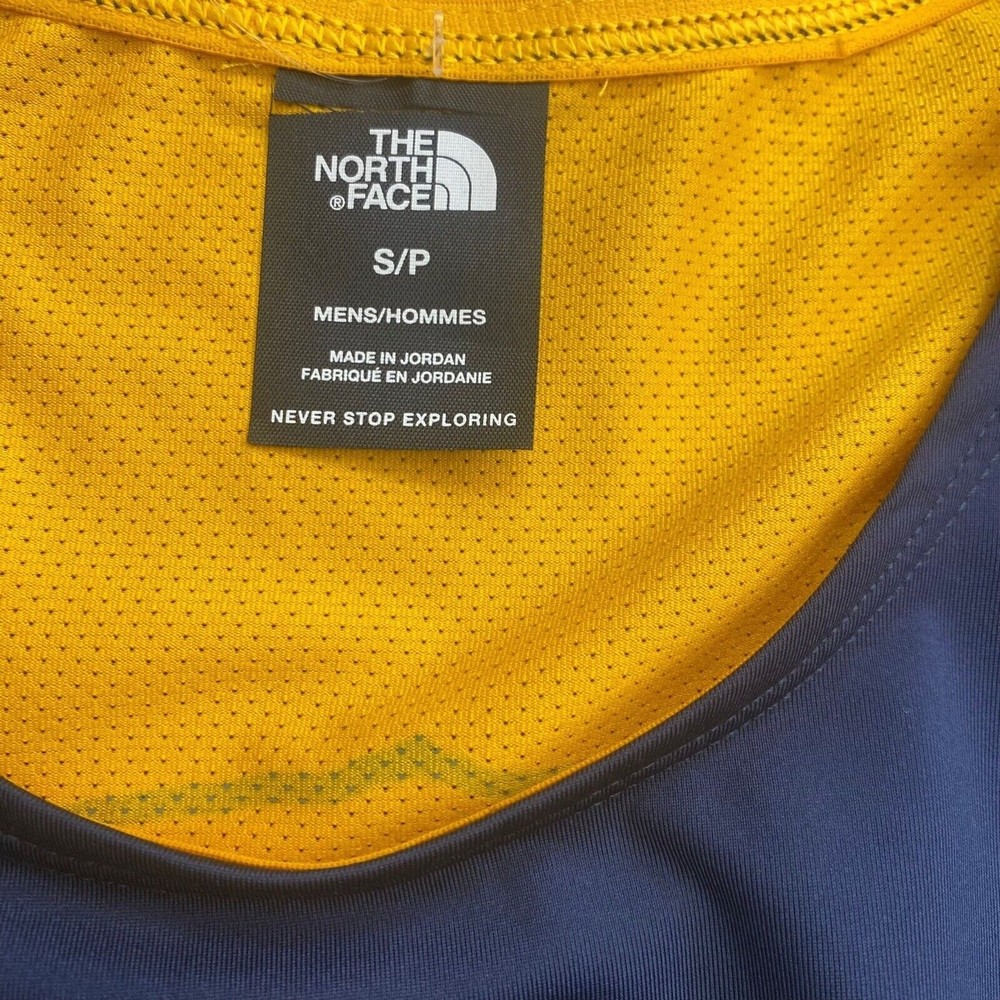 THE
NORTH
®FACE
S/P
MENS/HOMMES
MADE IN JORDAN
FABRIQUÉ EN JORDANIE
NEVER STOP EXPLORING